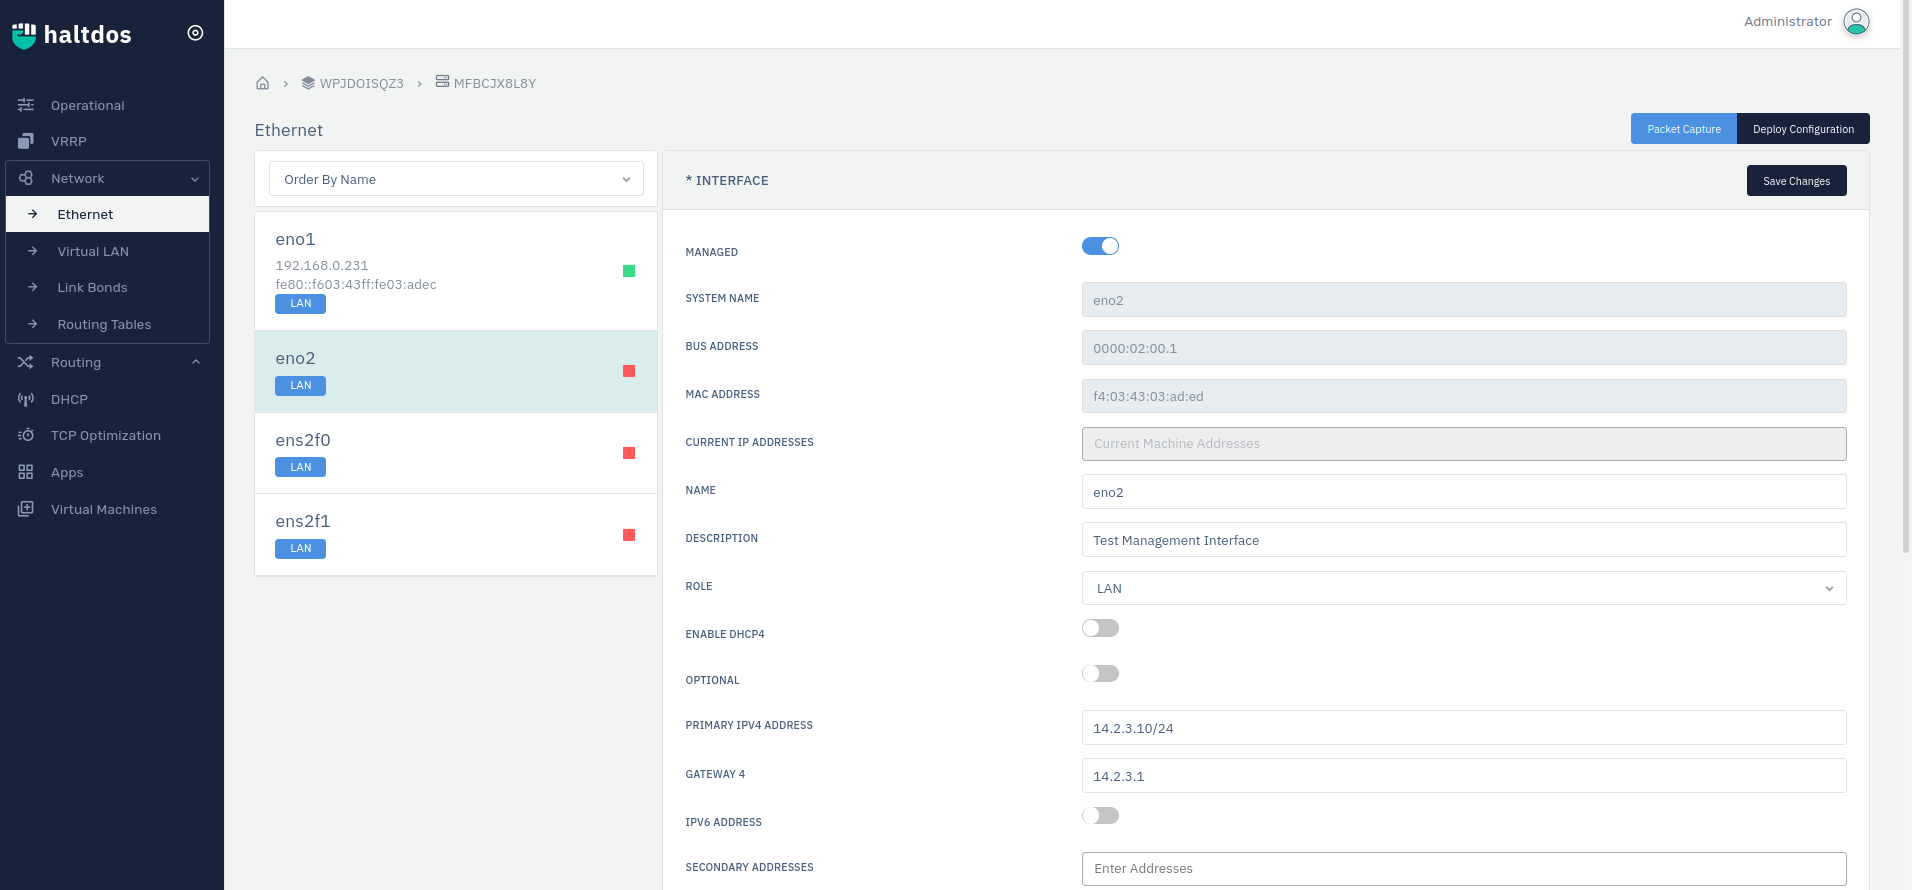 haltdos
Administrator
Operational
VRRP
Network
Ethernet
Virtual LAN
Link Bonds
Routing Tables
Routing
DHCP
TCP Optimization
Apps
Virtual Machines
WPJDOISQZ3
MFBCJX8L8Y
Ethernet
Packet Capture
Deploy Configuration
Order By Name
eno1
192.168.0.231
fe80::f603:43ff:fe03:adec
LAN
eno2
LAN
ens2f0
LAN
ens2f1
LAN
* INTERFACE
Save Changes
MANAGED
SYSTEM NAME
eno2
BUS ADDRESS
0000:02:00.1
MAC ADDRESS
f4:03:43:03:ad:ed
CURRENT IP ADDRESSES
Current Machine Addresses
NAME
eno2
DESCRIPTION
Test Management Interface
ROLE
LAN
ENABLE DHCP4
OPTIONAL
PRIMARY IPV4 ADDRESS
14.2.3.10/24
GATEWAY 4
14.2.3.1
IPV6 ADDRESS
SECONDARY ADDRESSES
Enter Addresses